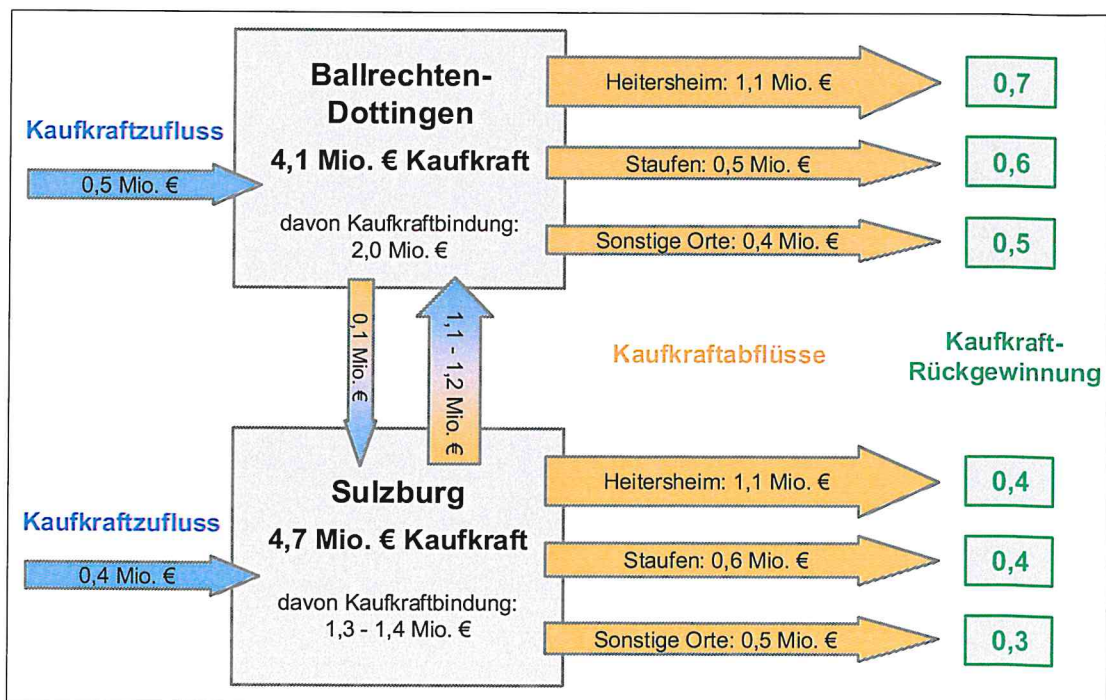 Ballrechten-
Dottingen
4,1 Mio. € Kaufkraft
davon Kaufkraftbindung:
2,0 Mio. €
Kaufkraftzufluss
0,5 Mio. €
Heitersheim: 1,1 Mio. €
0,7
Staufen: 0,5 Mio. €
0,6
Sonstige Orte: 0,4 Mio. €
0,5
0,1 Mio. €
1,1 - 1,2 Mio. €
Kaufkraftabflüsse
Kaufkraft-
Rückgewinnung
Sulzburg
4,7 Mio. € Kaufkraft
davon Kaufkraftbindung:
1,3 - 1,4 Mio. €
Kaufkraftzufluss
0,4 Mio. €
Heitersheim: 1,1 Mio. €
0,4
Staufen: 0,6 Mio. €
0,4
Sonstige Orte: 0,5 Mio. €
0,3